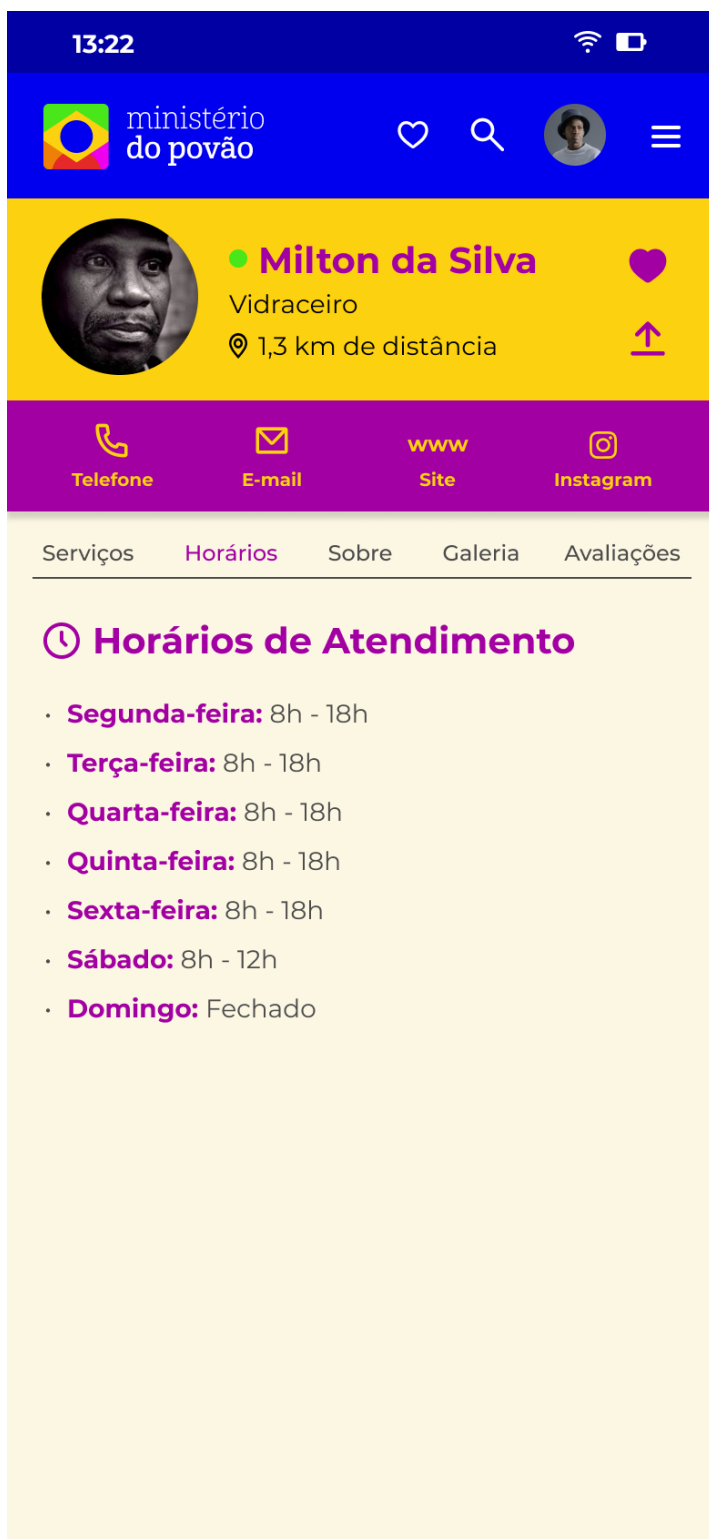 13:22
ministério
do povão
Milton da Silva
Vidraceiro
1,3 km de distância
www
Telefone E-mail Site Instagram
Serviços Horários Sobre Galeria Avaliações
Horários de Atendimento
· Segunda-feira: 8h - 18h
· Terça-feira: 8h - 18h
· Quarta-feira: 8h - 18h
· Quinta-feira: 8h - 18h
· Sexta-feira: 8h - 18h
· Sábado: 8h - 12h
· Domingo: Fechado